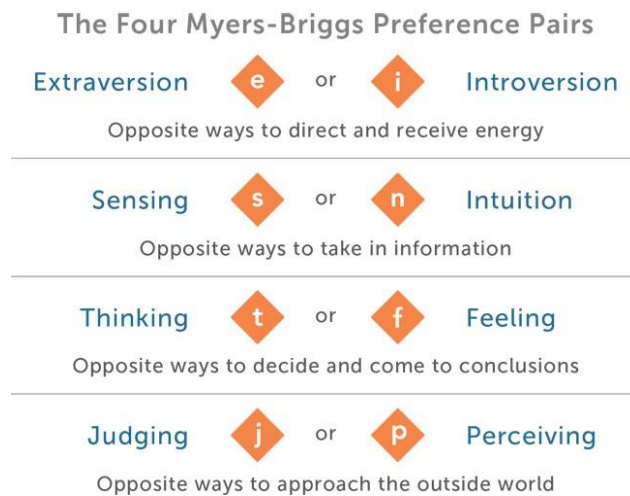 The Four Myers-Briggs Preference Pairs
Extraversion e or i Introversion
Opposite ways to direct and receive energy
Sensing s or n Intuition
Opposite ways to take in information
Thinking t or f Feeling
Opposite ways to decide and come to conclusions
Judging j or p Perceiving
Opposite ways to approach the outside world